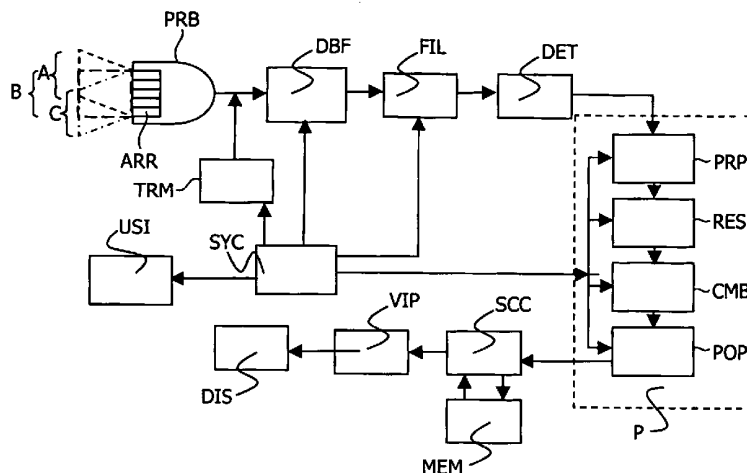 PRB
DBF
FIL
DET
A
B
C
ARR
TRM
PRP
USI
SYC
RES
CMB
VIP
SCC
POP
DIS
MEM
P